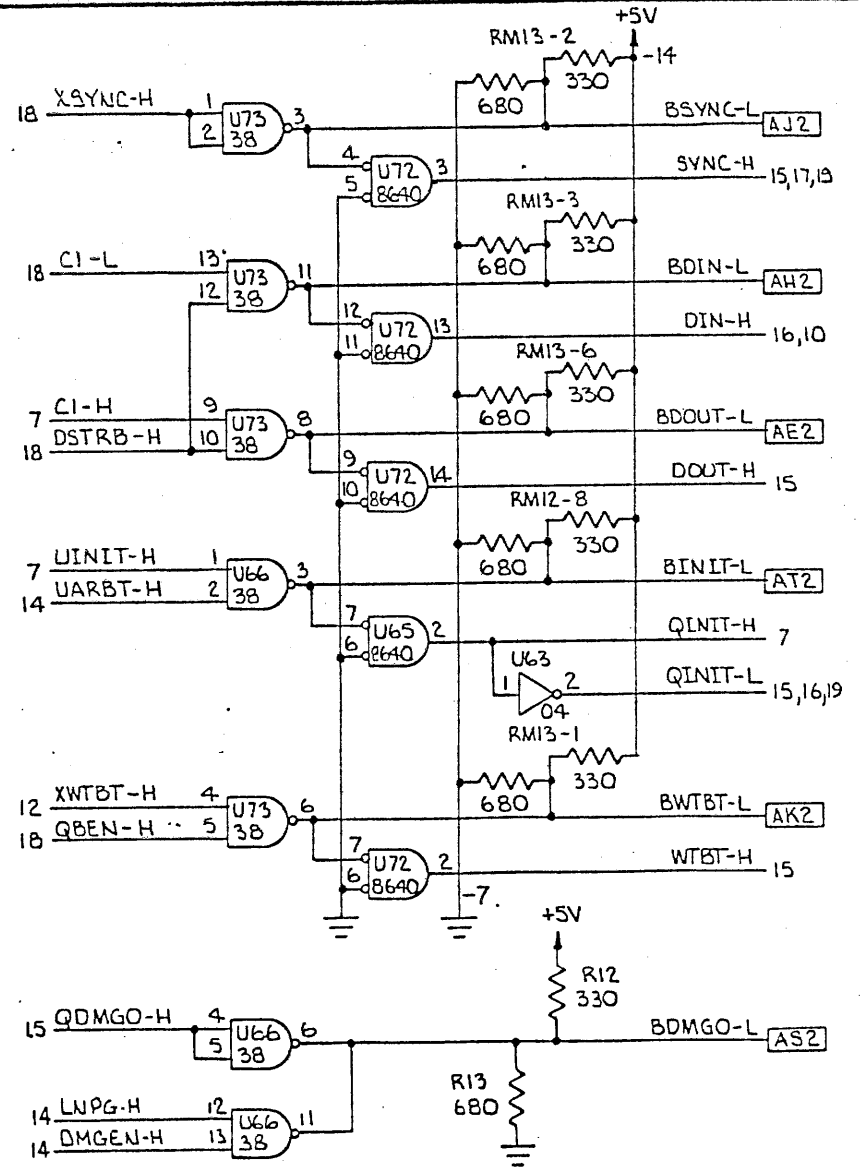 +5V
RM13-2
-14
330
680
XSYNC-H
18
1
2
U73
38
3
BSYNC-L
AJ2
4
5
U72
8640
3
SYNC-H
15,17,19
RM13-3
330
680
18
C1-L
13
12
U73
38
11
BDIN-L
AH2
12
11
U72
8640
13
DIN-H
16,10
RM13-6
330
680
7
C1-H
9
18
DSTRB-H
10
U73
38
8
BDOUT-L
AE2
9
10
U72
8640
14
DOUT-H
15
RM12-8
330
680
7
UINIT-H
1
14
UARBT-H
2
U66
38
3
BINIT-L
AT2
7
6
U65
8640
2
QINIT-H
7
U63
1
2
04
QINIT-L
15,16,19
RM13-1
330
680
12
XWTBT-H
4
18
QBEN-H
5
U73
38
6
BWTBT-L
AK2
7
6
U72
8640
2
WTBT-H
15
-7
+5V
R12
330
15
QDMGO-H
4
5
U66
38
6
BDMGO-L
AS2
R13
680
14
LNPG-H
12
14
DMGEN-H
13
U66
38
11